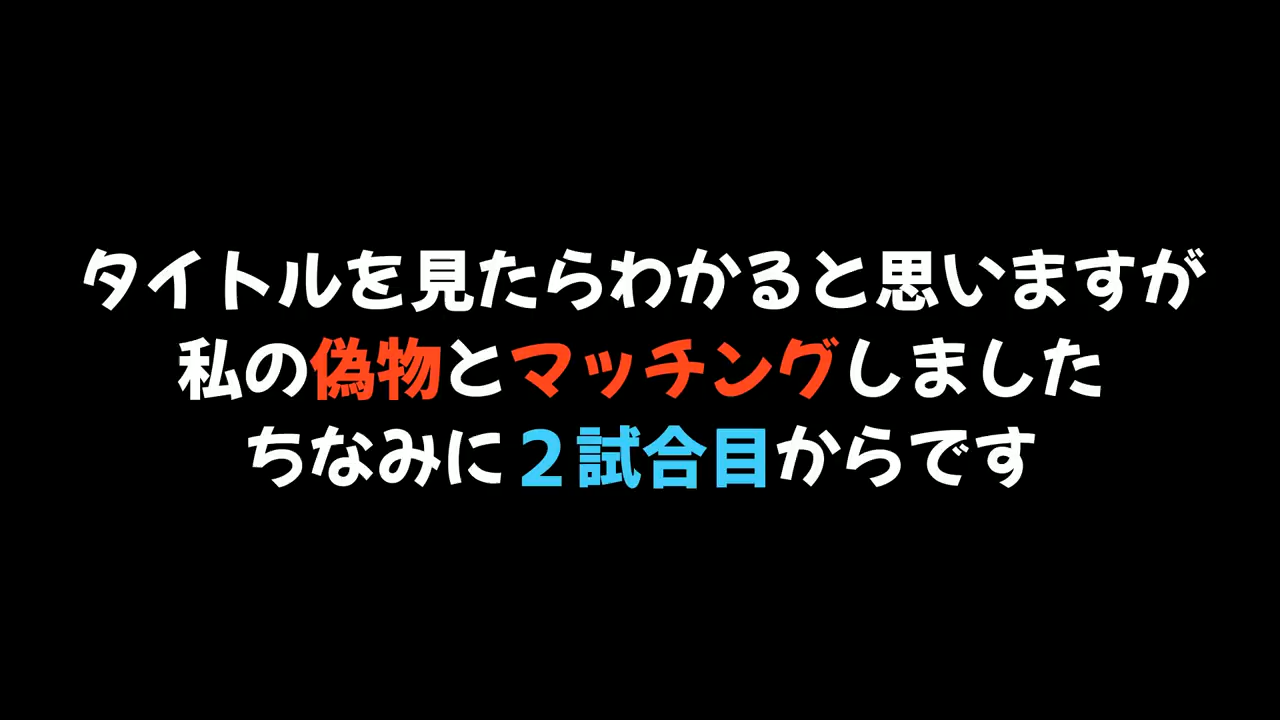 タイトルを見たらわかると思いますが
私の偽物とマッチングしました
ちなみに２試合目からです